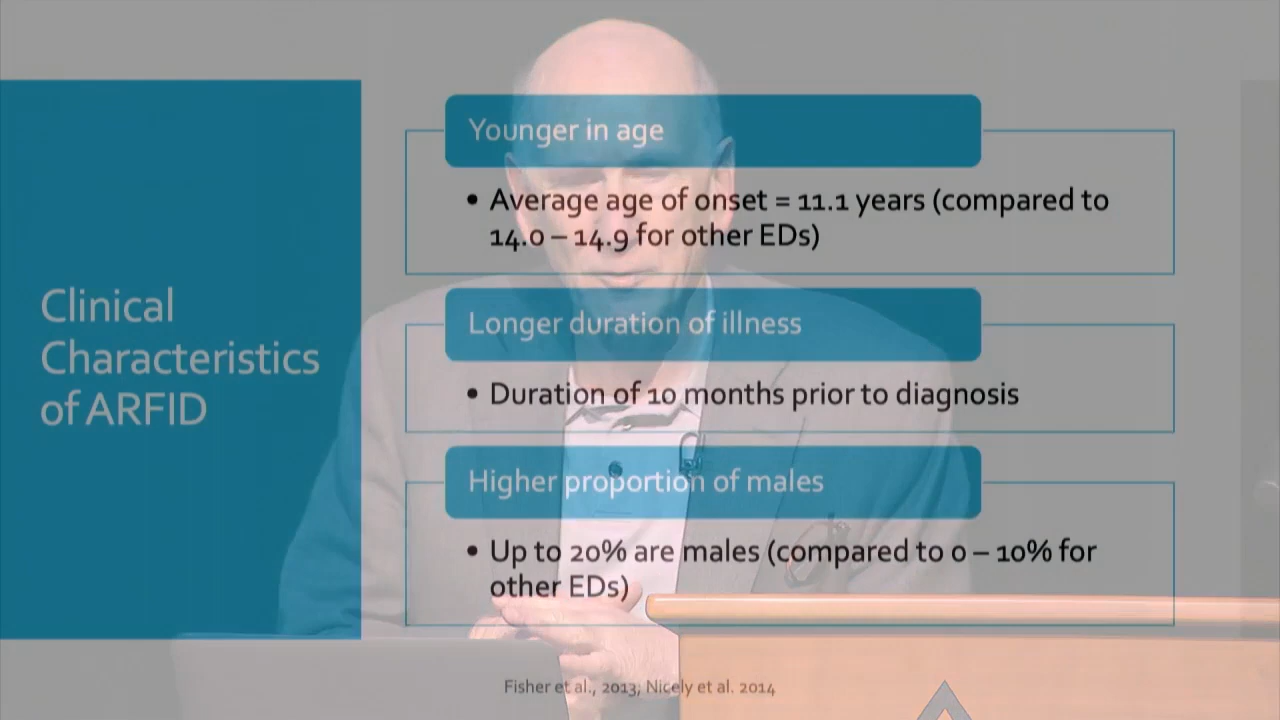 Clinical
Characteristics
of ARFID
Younger in age
• Average age of onset = 11.1 years (compared to
14.0 – 14.9 for other EDs)
Longer duration of illness
• Duration of 10 months prior to diagnosis
Higher proportion of males
• Up to 20% are males (compared to 0 – 10% for
other EDs)
Fisher et al., 2013; Nicely et al. 2014